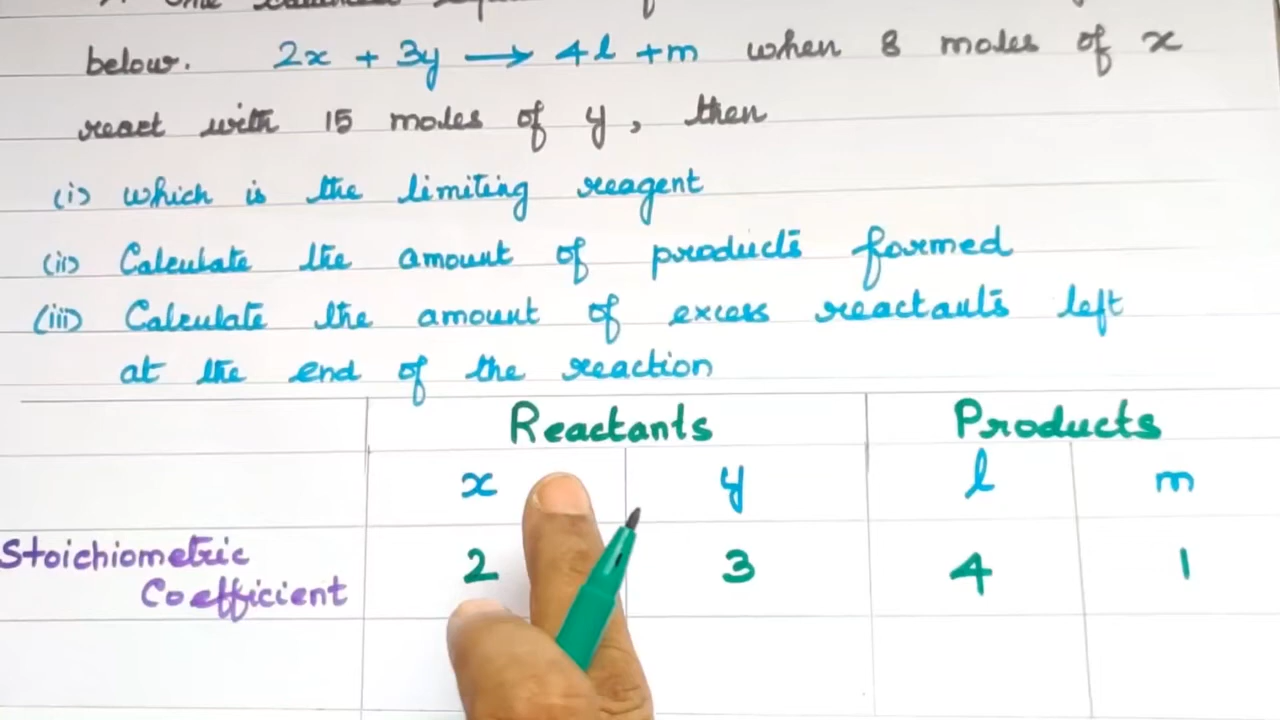 below. 2x + 3y → 4l + m when 8 moles of x
react with 15 moles of y, then
(i) which is the limiting reagent
(ii) Calculate the amount of products formed
(iii) Calculate the amount of excess reactants left
at the end of the reaction
Reactants Products
x y l m
Stoichiometric
Coefficient 2 3 4 1